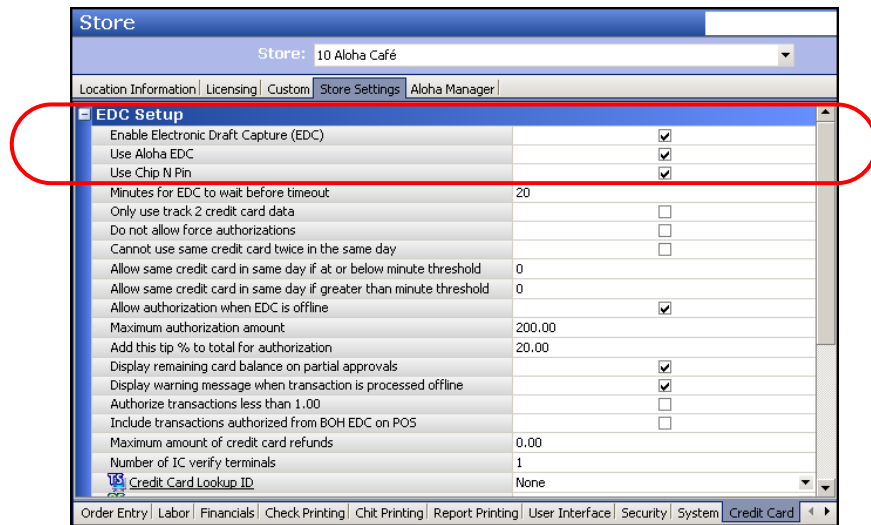 Store
Store: 10 Aloha Café
Location Information Licensing Custom Store Settings Aloha Manager
EDC Setup
Enable Electronic Draft Capture (EDC)
Use Aloha EDC
Use Chip N Pin
Minutes for EDC to wait before timeout 20
Only use track 2 credit card data
Do not allow force authorizations
Cannot use same credit card twice in the same day
Allow same credit card in same day if at or below minute threshold 0
Allow same credit card in same day if greater than minute threshold 0
Allow authorization when EDC is offline
Maximum authorization amount 200.00
Add this tip % to total for authorization 20.00
Display remaining card balance on partial approvals
Display warning message when transaction is processed offline
Authorize transactions less than 1.00
Include transactions authorized from BOH EDC on POS
Maximum amount of credit card refunds 0.00
Number of IC verify terminals 1
Credit Card Lookup ID None
Order Entry Labor Financials Check Printing Chit Printing Report Printing User Interface Security System Credit Card